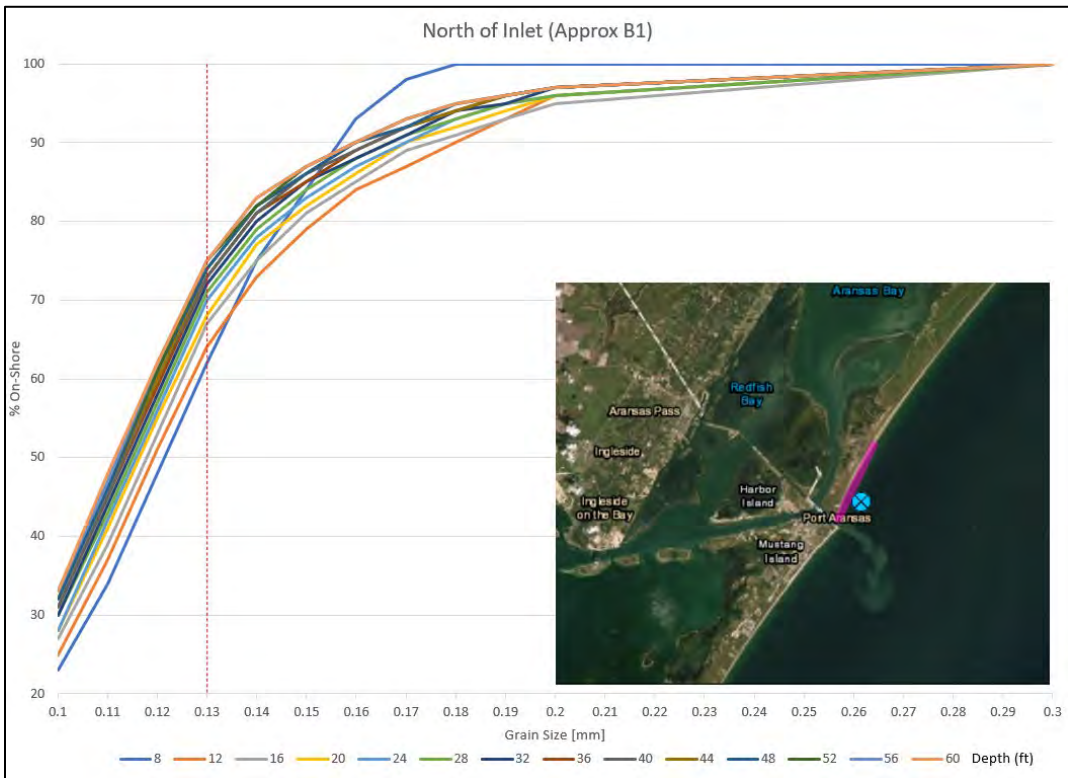 North of Inlet (Approx B1)
100
90
80
70
60
50
40
30
20
% On-Shore
0.1 0.11 0.12 0.13 0.14 0.15 0.16 0.17 0.18 0.19 0.2 0.21 0.22 0.23 0.24 0.25 0.26 0.27 0.28 0.29 0.3
Grain Size [mm]
8 12 16 20 24 28 32 36 40 44 48 52 56 60 Depth (ft)
Aransas Bay
Redfish
Bay
Aransas Pass
Ingleside
Harbor
Island
Ingleside
on the Bay
Port Aransas
Mustang
Island